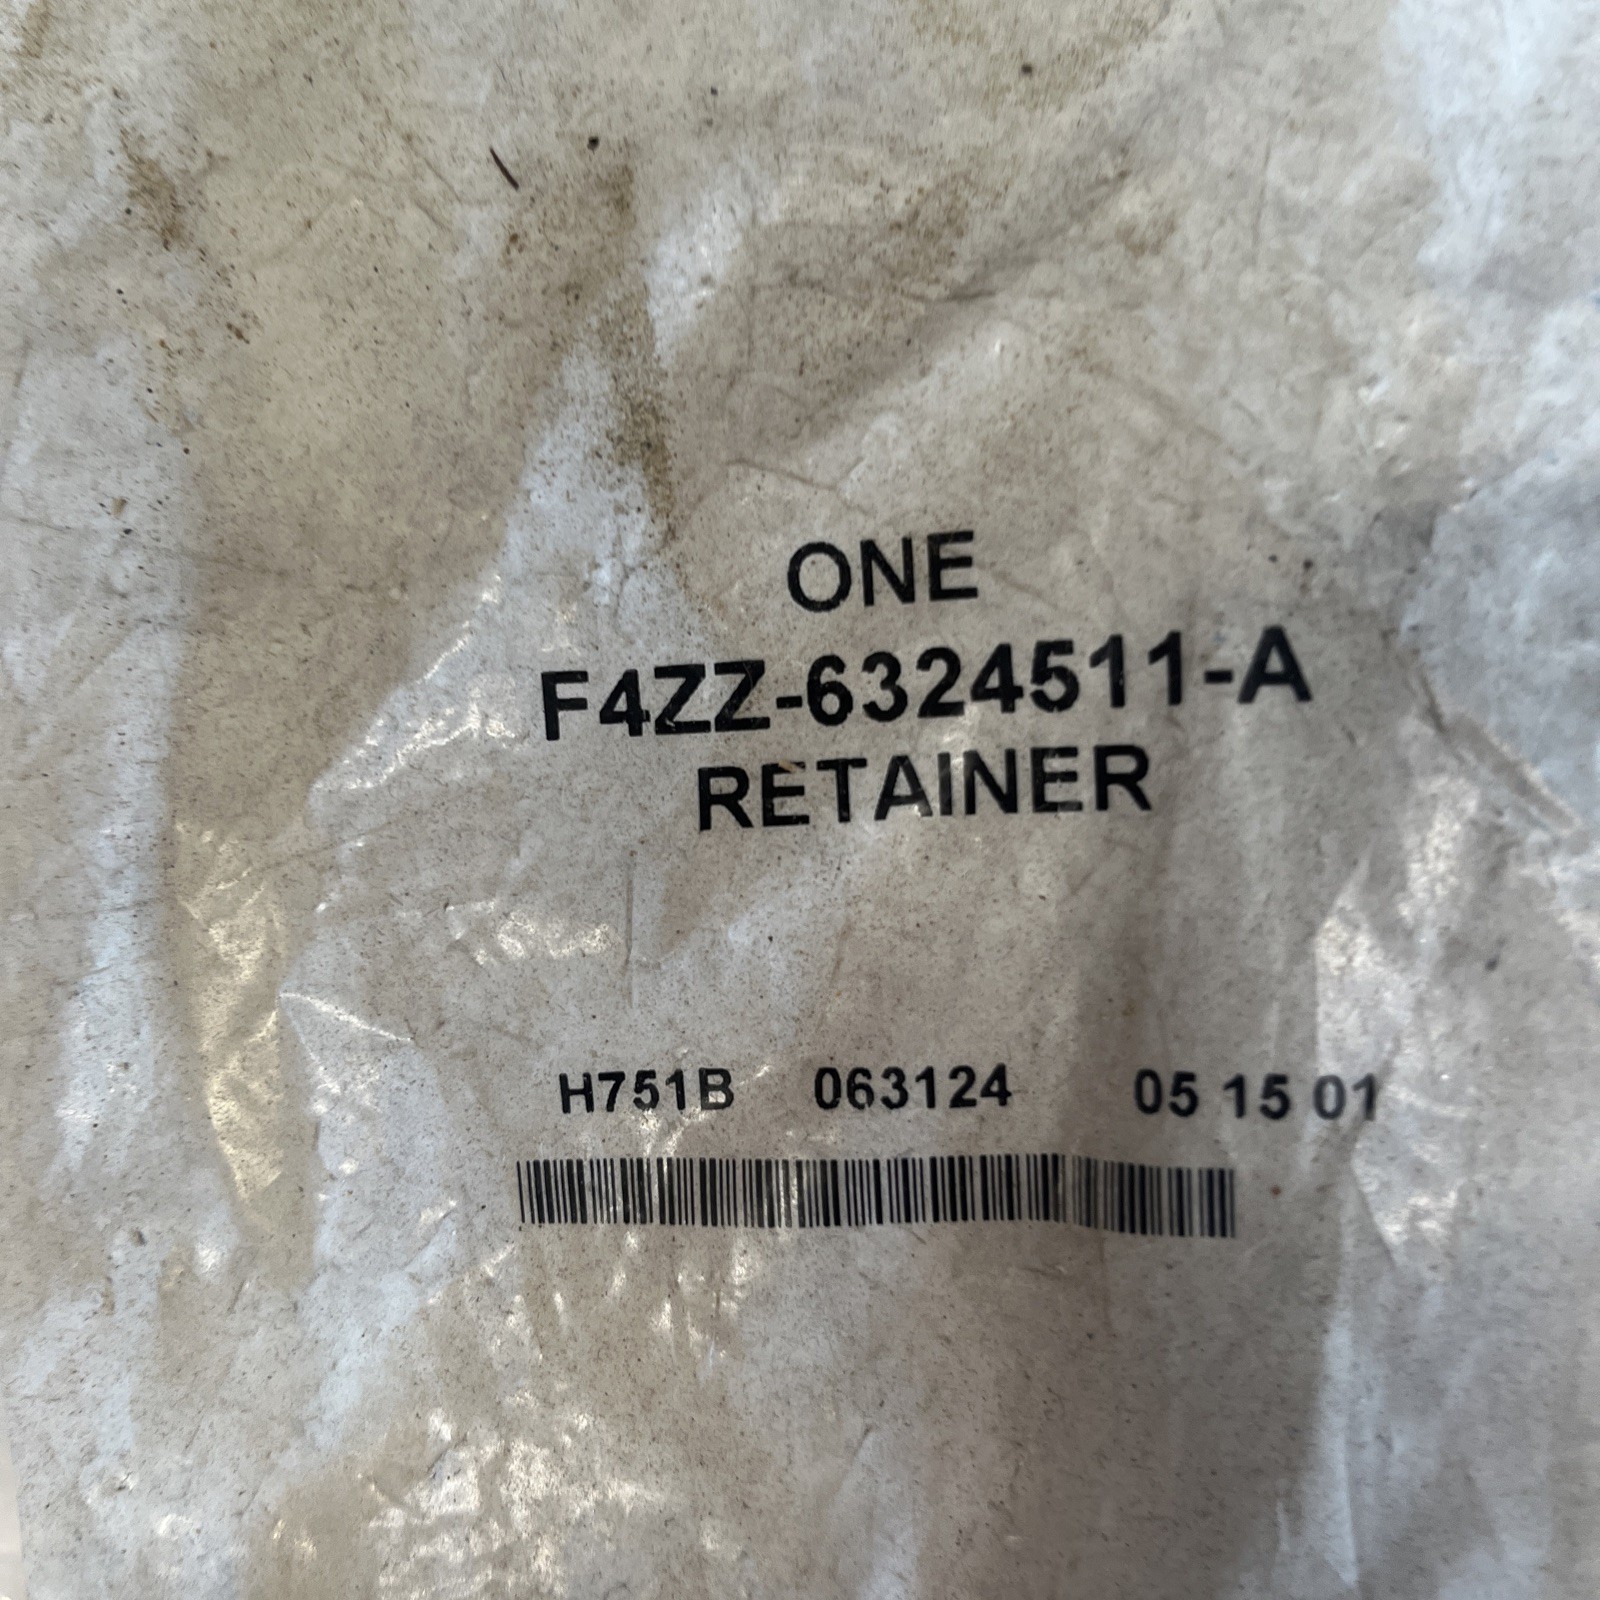 ONE
F4ZZ-6324511-A
RETAINER
H751B 063124 05 15 01